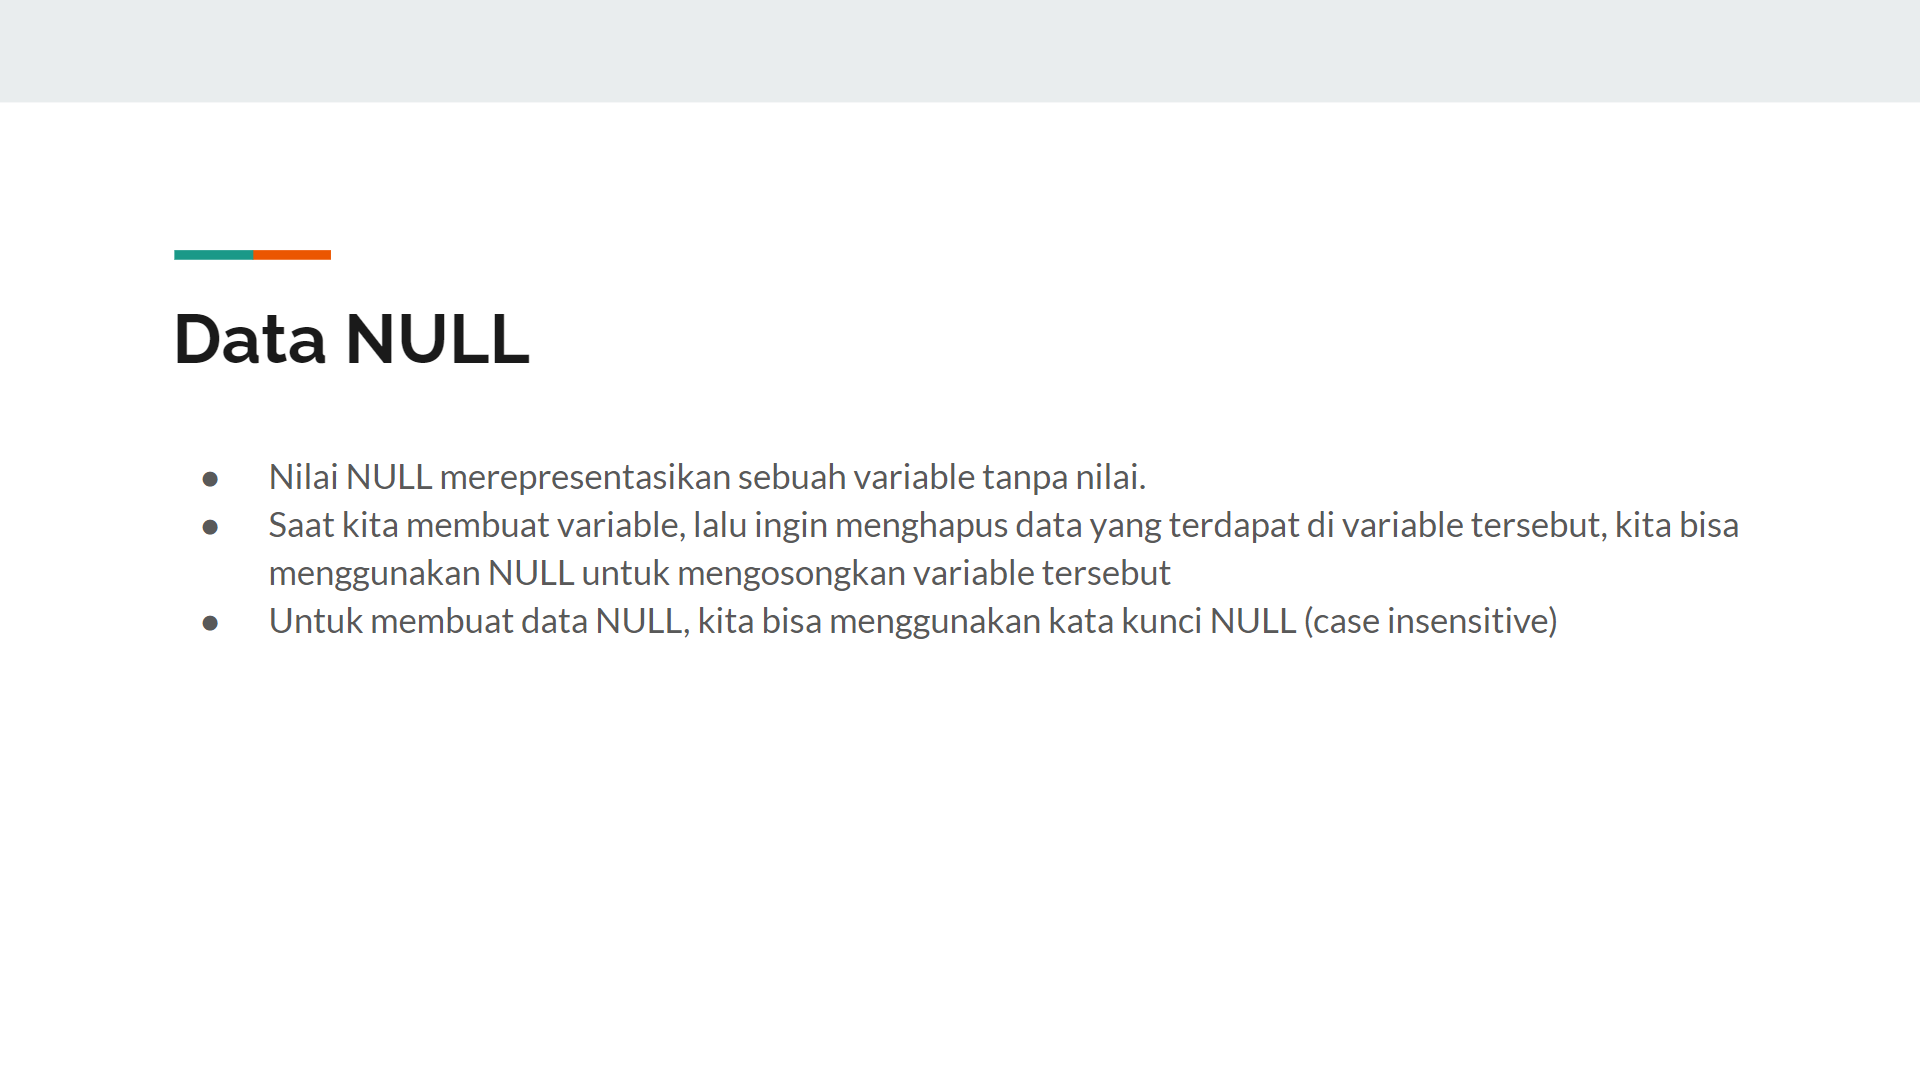 Data NULL
● Nilai NULL merepresentasikan sebuah variable tanpa nilai.
● Saat kita membuat variable, lalu ingin menghapus data yang terdapat di variable tersebut, kita bisa
menggunakan NULL untuk mengosongkan variable tersebut
● Untuk membuat data NULL, kita bisa menggunakan kata kunci NULL (case insensitive)